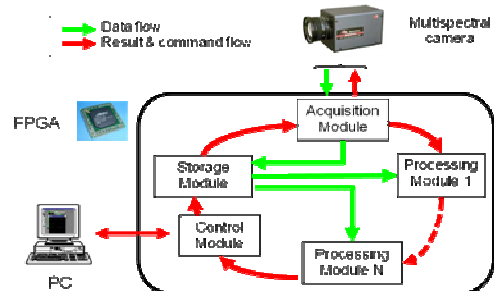 Data flow
Result & command flow
Multispectral
camera
FPGA
Acquisition
Module
Storage
Module
Processing
Module 1
Control
Module
Processing
Module N
PC